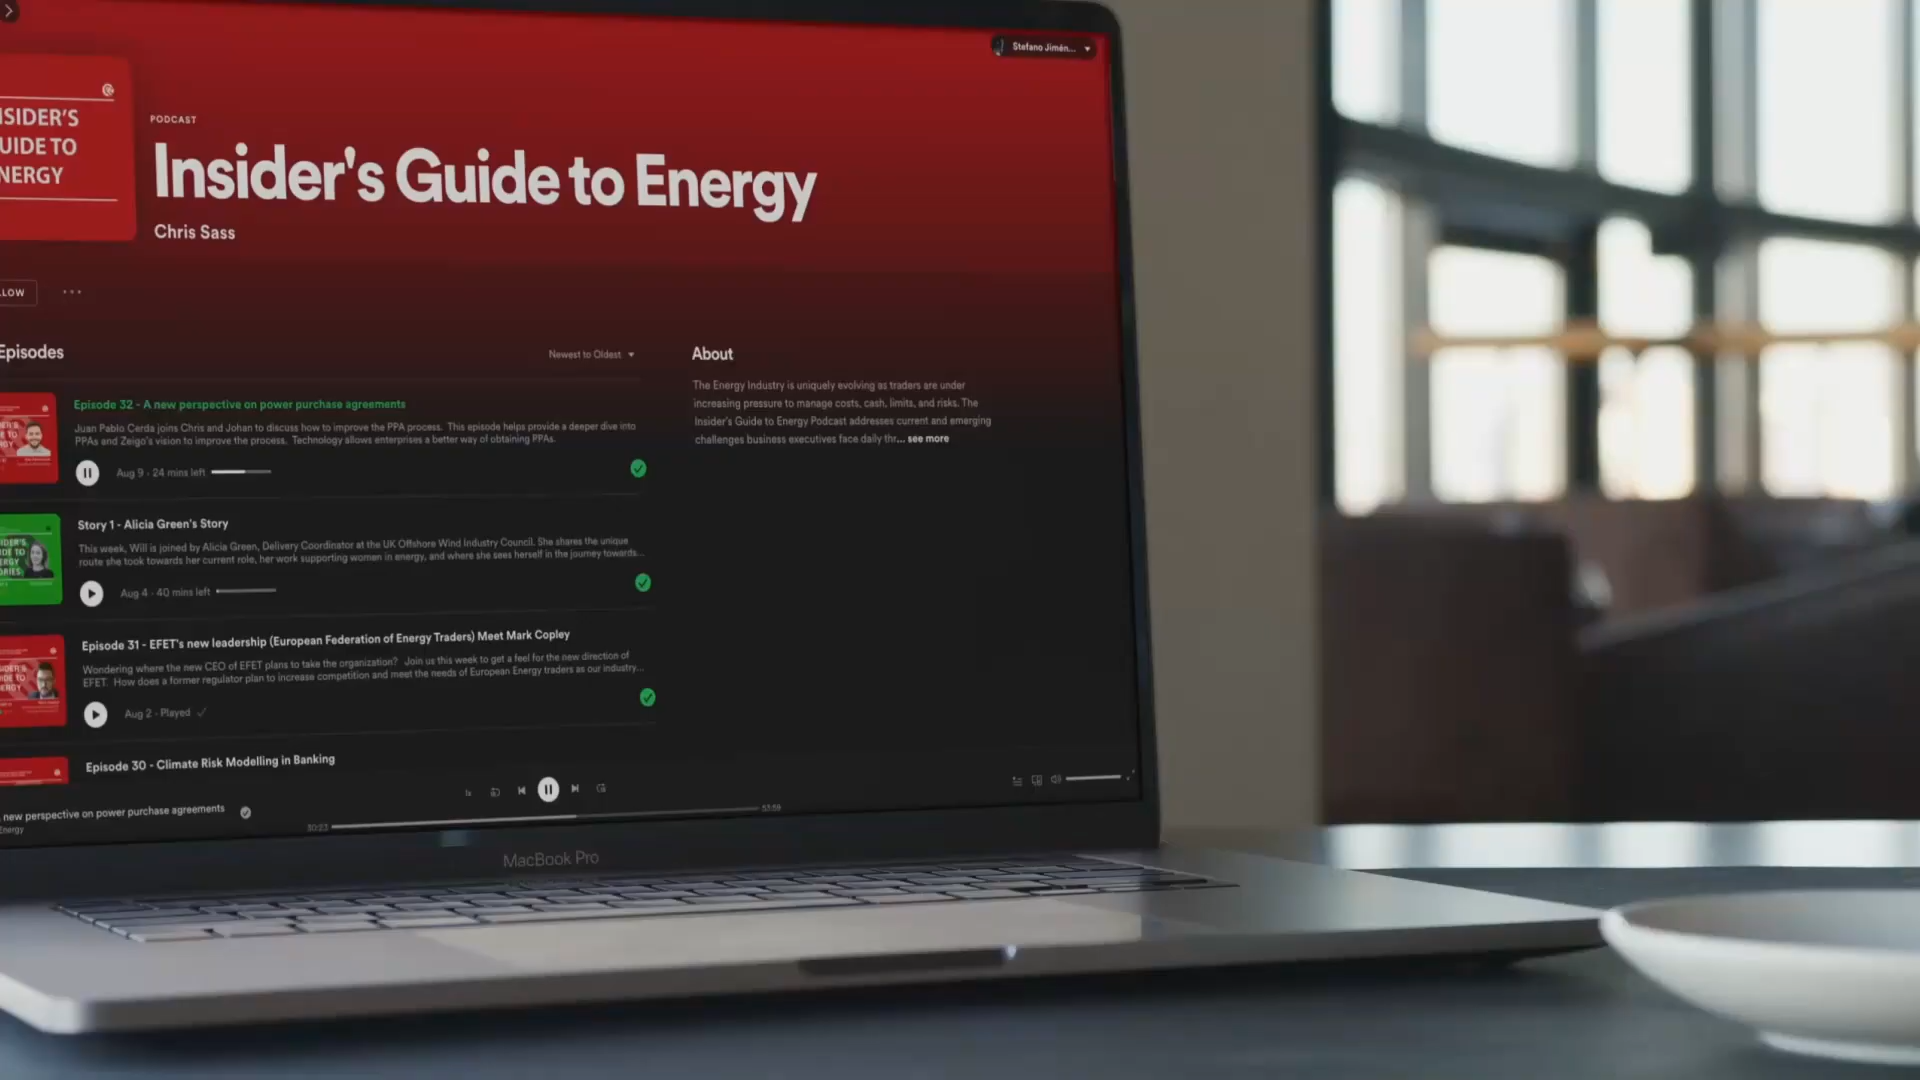 Stefano Jimén...
INSIDER'S
GUIDE TO
ENERGY
PODCAST
Insider's Guide to Energy
Chris Sass
LLOW
Episodes
Newest to Oldest
About
The Energy Industry is uniquely evolving as traders are under
increasing pressure to manage costs, cash, limits, and risks. The
Insider's Guide to Energy Podcast addresses current and emerging
challenges business executives face daily thr... see more
Episode 32 - A new perspective on power purchase agreements
Juan Pablo Cerda joins Chris and Johan to discuss how to improve the PPA process. This episode helps provide a deeper dive into
PPAs and Zeigo's vision to improve the process. Technology allows enterprises a better way of obtaining PPAs.
Aug 9 · 24 mins left
Story 1 - Alicia Green's Story
This week, Will is joined by Alicia Green, Delivery Coordinator at the UK Offshore Wind Industry Council. She shares the unique
route she took towards her current role, her work supporting women in energy, and where she sees herself in the journey towards...
Aug 4 · 40 mins left
Episode 31 - EFET's new leadership (European Federation of Energy Traders) Meet Mark Copley
Wondering where the new CEO of EFET plans to take the organization? Join us this week to get a feel for the new direction of
EFET. How does a former regulator plan to increase competition and meet the needs of European Energy traders as our industry...
Aug 2 · Played
Episode 30 - Climate Risk Modelling in Banking
new perspective on power purchase agreements
Energy
1x
30:23
53:59
MacBook Pro